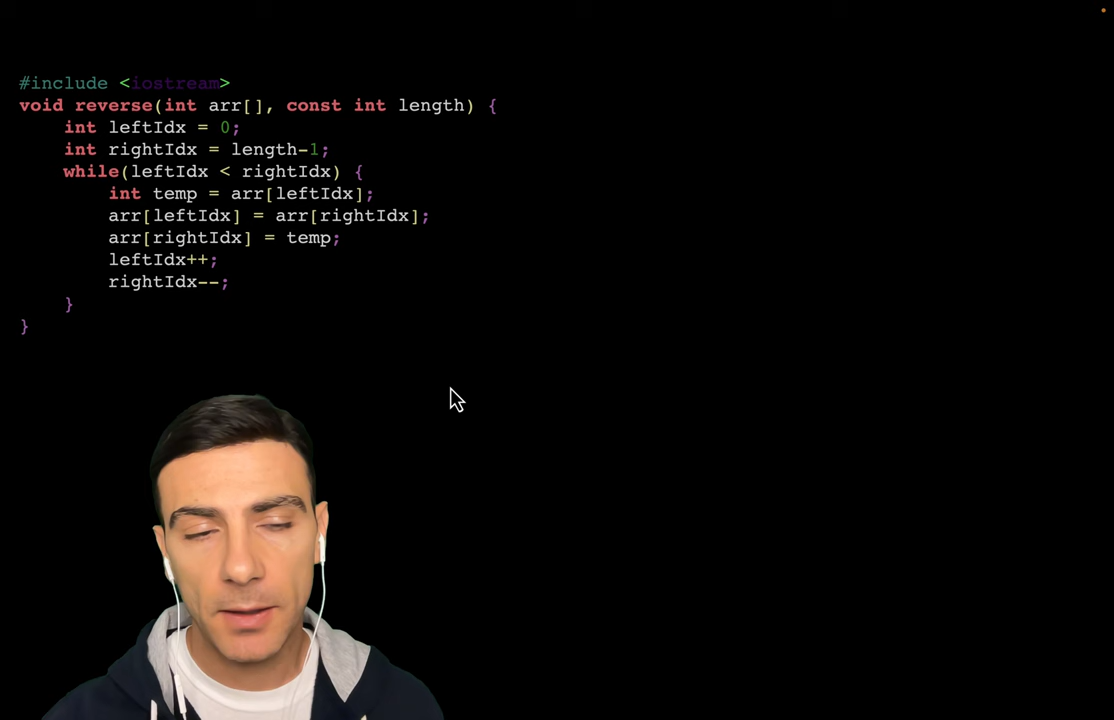 #include <iostream>
void reverse(int arr[], const int length) {
    int leftIdx = 0;
    int rightIdx = length-1;
    while(leftIdx < rightIdx) {
        int temp = arr[leftIdx];
        arr[leftIdx] = arr[rightIdx];
        arr[rightIdx] = temp;
        leftIdx++;
        rightIdx--;
    }
}